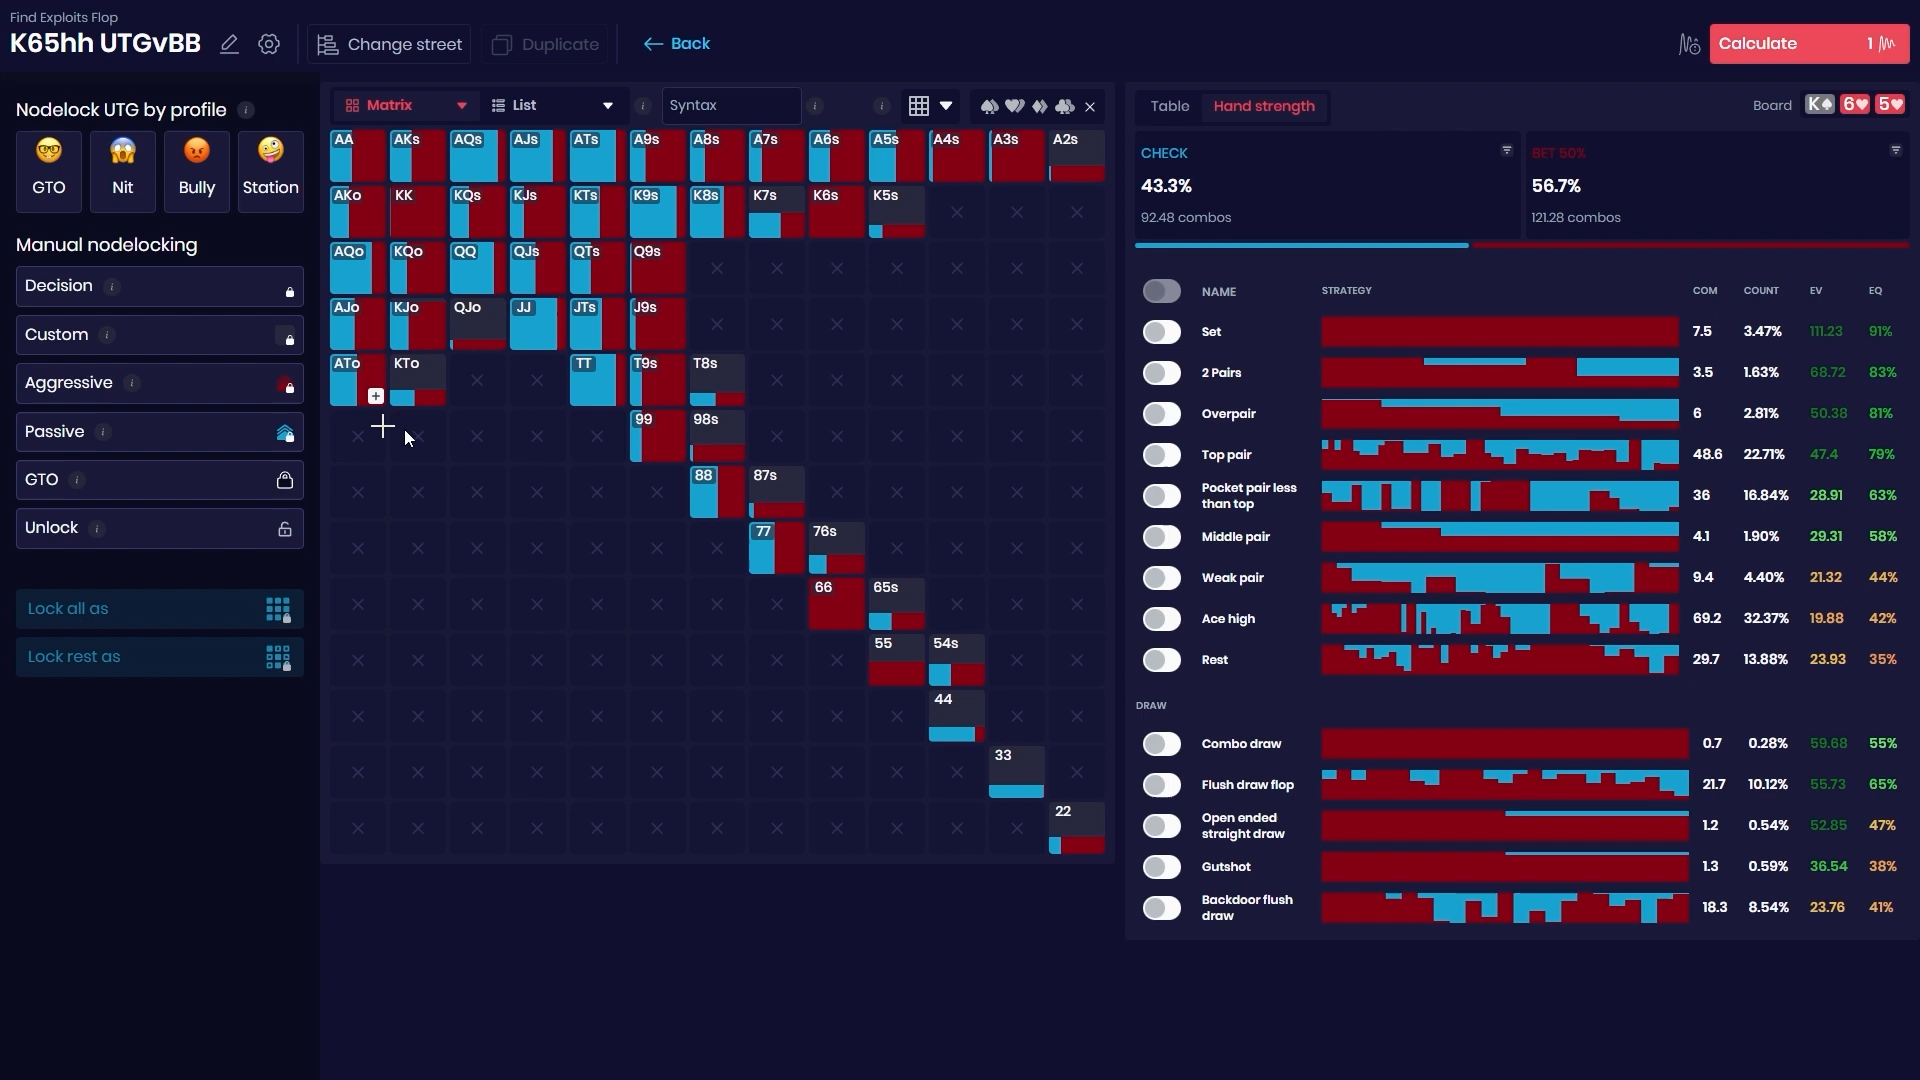 Find Exploits Flop
K65hh UTGvBB
Change street
Duplicate
Back
Calculate
1
Nodelock UTG by profile
GTO
Nit
Bully
Station
Manual nodelocking
Decision
Custom
Aggressive
Passive
GTO
Unlock
Lock all as
Lock rest as
Matrix
List
Syntax
AA AKs AQs AJs ATs A9s A8s A7s A6s A5s A4s A3s A2s
AKo KK KQs KJs KTs K9s K8s K7s K6s K5s
AQo KQo QQ QJs QTs Q9s
AJo KJo QJo JJ JTs J9s
ATo KTo TT T9s T8s
99 98s
88 87s
77 76s
66 65s
55 54s
44
33
22
Table
Hand strength
Board K♠ 6♥ 5♥
CHECK
43.3%
92.48 combos
BET 50%
56.7%
121.28 combos
NAME STRATEGY COM COUNT EV EQ
Set 7.5 3.47% 111.23 91%
2 Pairs 3.5 1.63% 68.72 83%
Overpair 6 2.81% 50.38 81%
Top pair 48.6 22.71% 47.4 79%
Pocket pair less
than top
36 16.84% 28.91 63%
Middle pair 4.1 1.90% 29.31 58%
Weak pair 9.4 4.40% 21.32 44%
Ace high 69.2 32.37% 19.88 42%
Rest 29.7 13.88% 23.93 35%
DRAW
Combo draw 0.7 0.28% 59.68 55%
Flush draw flop 21.7 10.12% 55.73 65%
Open ended
straight draw
1.2 0.54% 52.85 47%
Gutshot 1.3 0.59% 36.54 38%
Backdoor flush
draw
18.3 8.54% 23.76 41%